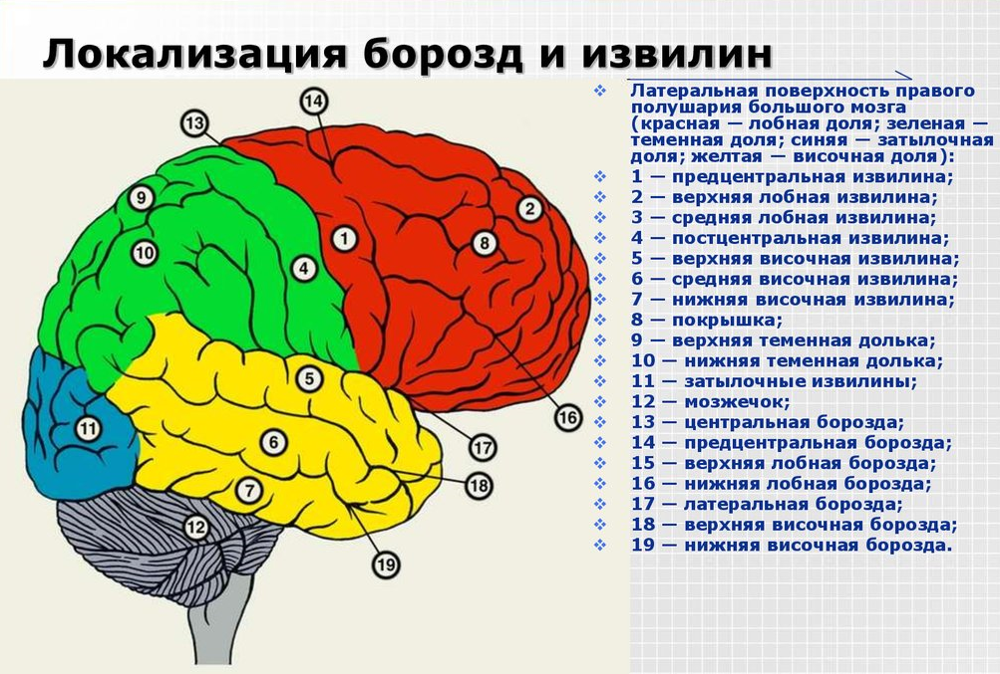 Локализация борозд и извилин
14
13
9
2
1
8
10
4
5
16
11
6
17
18
7
12
19
Латеральная поверхность правого
полушария большого мозга
(красная — лобная доля; зеленая —
теменная доля; синяя — затылочная
доля; желтая — височная доля):
1 — предцентральная извилина;
2 — верхняя лобная извилина;
3 — средняя лобная извилина;
4 — постцентральная извилина;
5 — верхняя височная извилина;
6 — средняя височная извилина;
7 — нижняя височная извилина;
8 — покрышка;
9 — верхняя теменная долька;
10 — нижняя теменная долька;
11 — затылочные извилины;
12 — мозжечок;
13 — центральная борозда;
14 — предцентральная борозда;
15 — верхняя лобная борозда;
16 — нижняя лобная борозда;
17 — латеральная борозда;
18 — верхняя височная борозда;
19 — нижняя височная борозда.